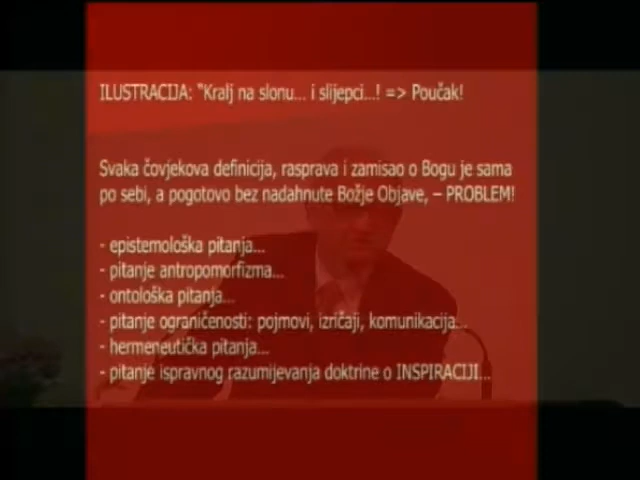 ILUSTRACIJA: "Kralj na slonu... i slijepci...! => Poučak!
Svaka čovjekova definicija, rasprava i zamisao o Bogu je sama
po sebi, a pogotovo bez nadahnute Božje Objave, – PROBLEM!
- epistemološka pitanja...
- pitanje antropomorfizma...
- ontološka pitanja...
- pitanje ograničenosti: pojmovi, izričaji, komunikacija...
- hermeneutička pitanja...
- pitanje ispravnog razumijevanja doktrine o INSPIRACIJI...